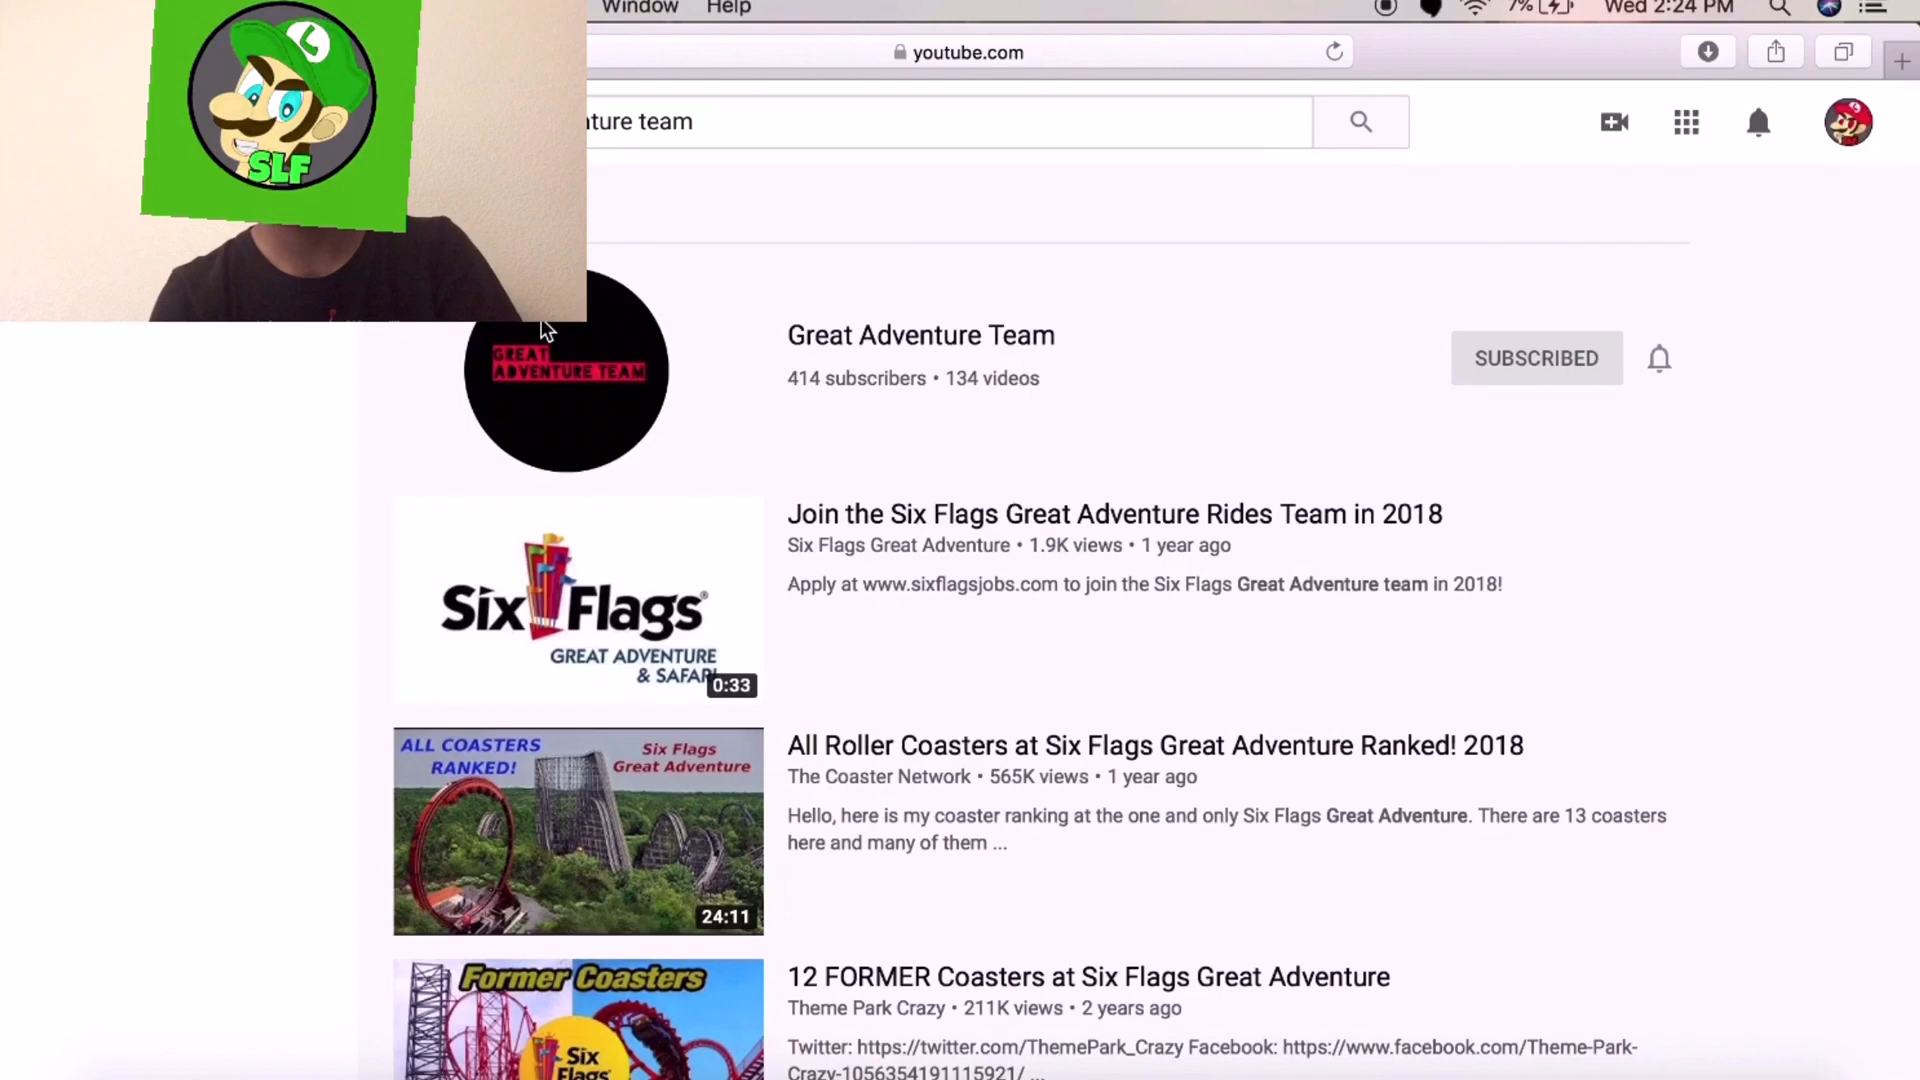 Window Help
7% Wed 2:24 PM
youtube.com
L
SLF
nture team
GREAT
ADVENTURE TEAM
Great Adventure Team
414 subscribers • 134 videos
SUBSCRIBED
Six Flags
GREAT ADVENTURE
& SAFARI
0:33
Join the Six Flags Great Adventure Rides Team in 2018
Six Flags Great Adventure • 1.9K views • 1 year ago
Apply at www.sixflagsjobs.com to join the Six Flags Great Adventure team in 2018!
ALL COASTERS
RANKED!
Six Flags
Great Adventure
24:11
All Roller Coasters at Six Flags Great Adventure Ranked! 2018
The Coaster Network • 565K views • 1 year ago
Hello, here is my coaster ranking at the one and only Six Flags Great Adventure. There are 13 coasters
here and many of them ...
Former Coasters
Six
Flags
12 FORMER Coasters at Six Flags Great Adventure
Theme Park Crazy • 211K views • 2 years ago
Twitter: https://twitter.com/ThemePark_Crazy Facebook: https://www.facebook.com/Theme-Park-
Crazy-1056354191115921/ ...